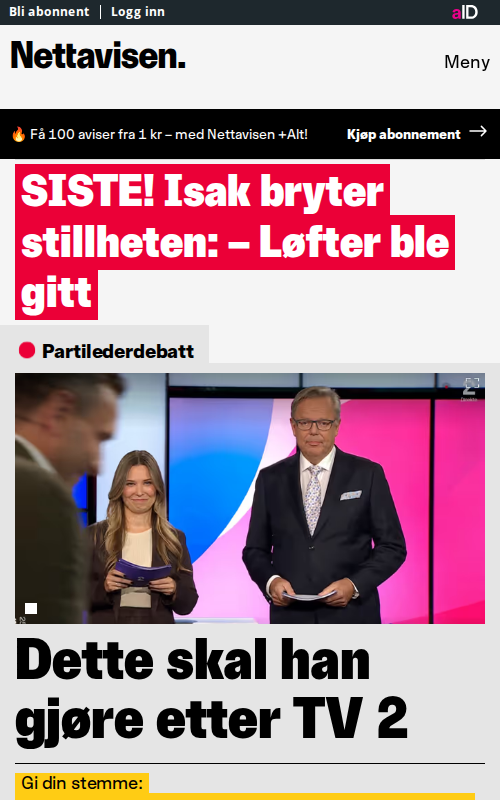 Bli abonnent | Logg inn
aID
Nettavisen.
Meny
🔥 Få 100 aviser fra 1 kr – med Nettavisen +Alt!
Kjøp abonnement →
SISTE! Isak bryter
stillheten: – Løfter ble
gitt
Partilederdebatt
2
Dette skal han
gjøre etter TV 2
Gi din stemme: